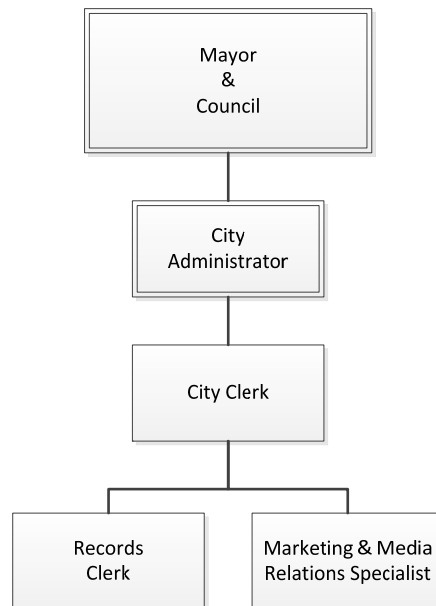 Mayor
&
Council
City
Administrator
City Clerk
Records
Clerk
Marketing & Media
Relations Specialist